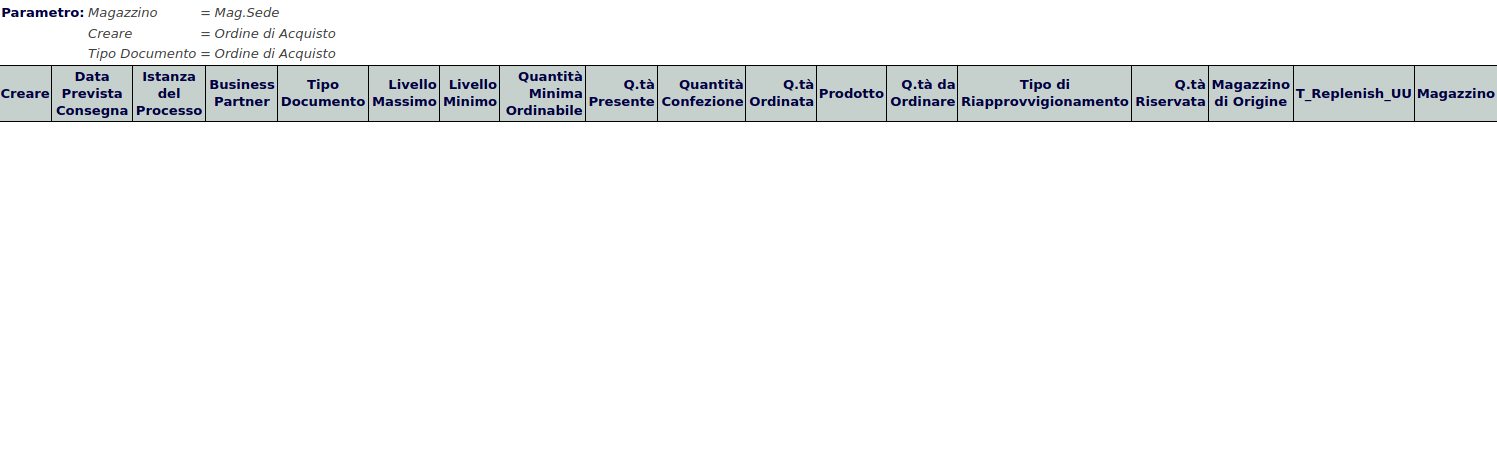 Parametro: Magazzino = Mag.Sede
Creare = Ordine di Acquisto
Tipo Documento = Ordine di Acquisto
Creare
Data
Prevista
Consegna
Istanza
del
Processo
Business
Partner
Tipo
Documento
Livello
Massimo
Livello
Minimo
Quantità
Minima
Ordinabile
Q.tà
Presente
Quantità
Confezione
Q.tà
Ordinata
Prodotto
Q.tà da
Ordinare
Tipo di
Riapprovvigionamento
Q.tà
Riservata
Magazzino
di Origine
T_Replenish_UU
Magazzino